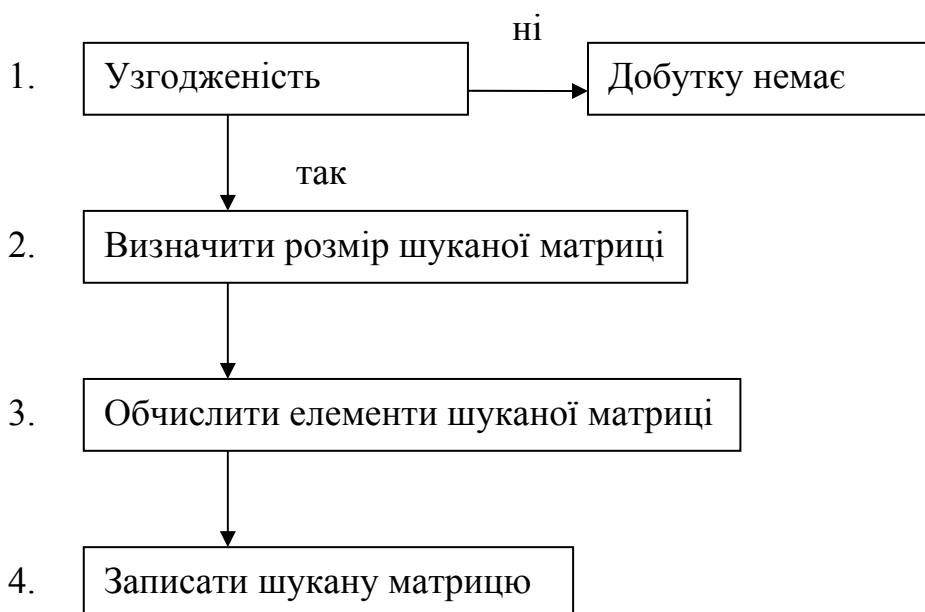 ні
1. Узгодженість Добутку немає
так
2. Визначити розмір шуканої матриці
3. Обчислити елементи шуканої матриці
4. Записати шукану матрицю